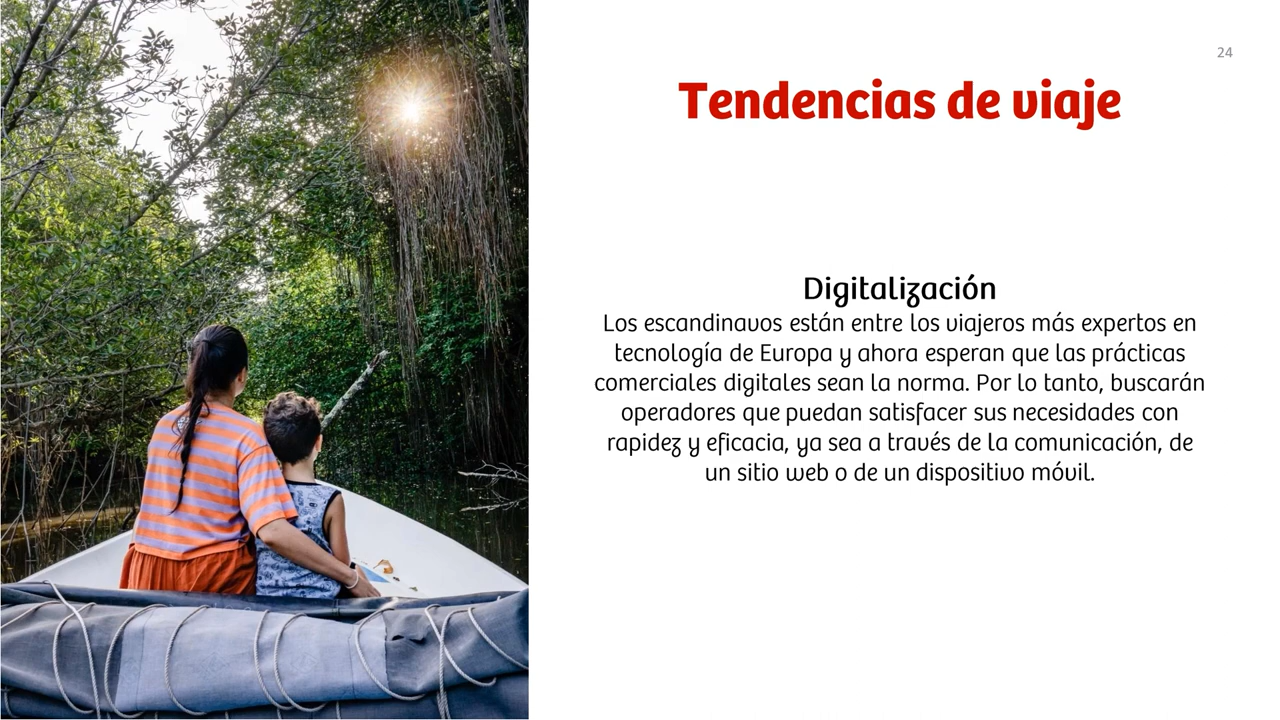 24
Tendencias de viaje
Digitalización
Los escandinavos están entre los viajeros más expertos en
tecnología de Europa y ahora esperan que las prácticas
comerciales digitales sean la norma. Por lo tanto, buscarán
operadores que puedan satisfacer sus necesidades con
rapidez y eficacia, ya sea a través de la comunicación, de
un sitio web o de un dispositivo móvil.